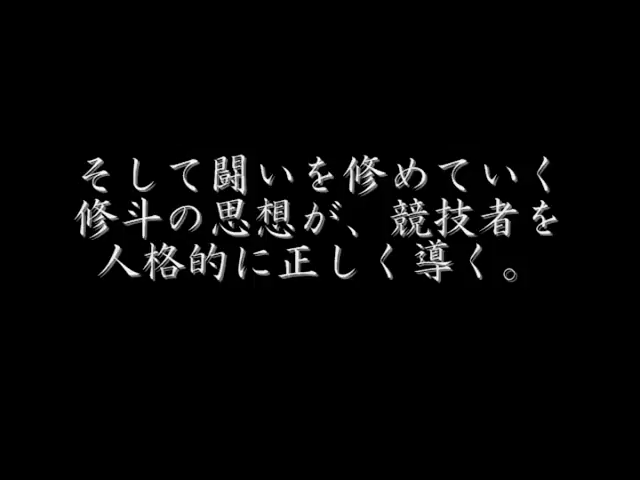 そして闘いを修めていく
修斗の思想が、競技者を
人格的に正しく導く。